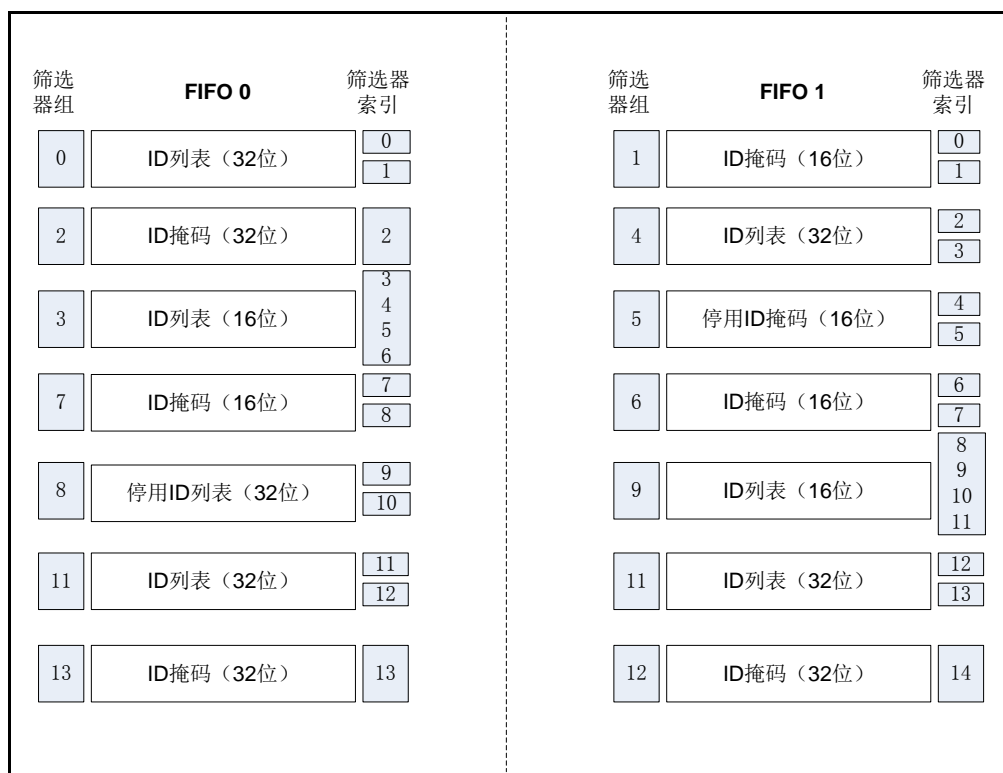 筛选
器组
FIFO 0
筛选器
索引
0
ID列表（32位）
0
1
2
ID掩码（32位）
2
3
ID列表（16位）
3
4
5
6
7
ID掩码（16位）
7
8
8
停用ID列表（32位）
9
10
11
ID列表（32位）
11
12
13
ID掩码（32位）
13
筛选
器组
FIFO 1
筛选器
索引
1
ID掩码（16位）
0
1
4
ID列表（32位）
2
3
5
停用ID掩码（16位）
4
5
6
ID掩码（16位）
6
7
9
ID列表（16位）
8
9
10
11
11
ID列表（32位）
12
13
12
ID掩码（32位）
14